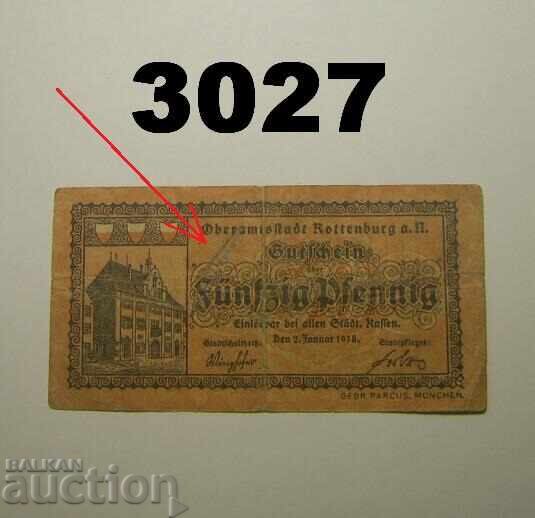 3027
Oberamtsstadt Rottenburg a. N.
Gutschein
über
Fünfzig Pfennig
Einlösbar bei allen Städt. Kassen.
Den 2. Januar 1918.
Stadtschultheiß: Stadtpfleger:
GEBR. PARCUS, MÜNCHEN.
BALKAN
auction